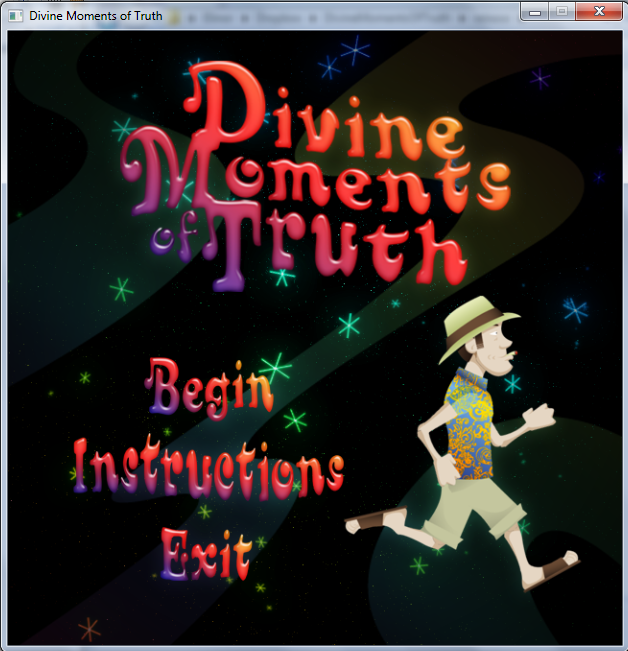 Divine Moments of Truth
Divine
Moments
of Truth
Begin
Instructions
Exit